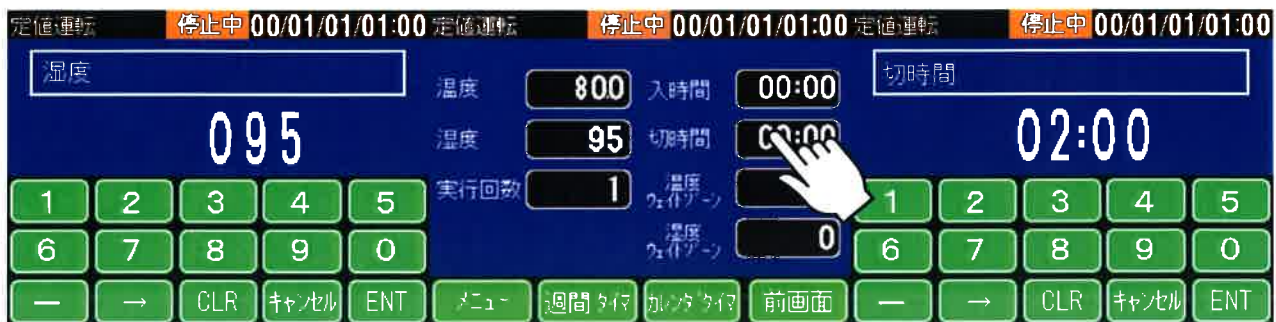 定値運転 停止中 00/01/01/01:00
湿度
095
1 2 3 4 5
6 7 8 9 0
— → CLR キャンセル ENT
定値運転 停止中 00/01/01/01:00
温度 80.0 入時間 00:00
湿度 95 切時間
実行回数 1 温度
ウェイトゾーン
湿度
ウェイトゾーン 0
メニュー 週間タイマ カレンダタイマ 前画面
定値運転 停止中 00/01/01/01:00
切時間
02:00
1 2 3 4 5
6 7 8 9 0
— → CLR キャンセル ENT